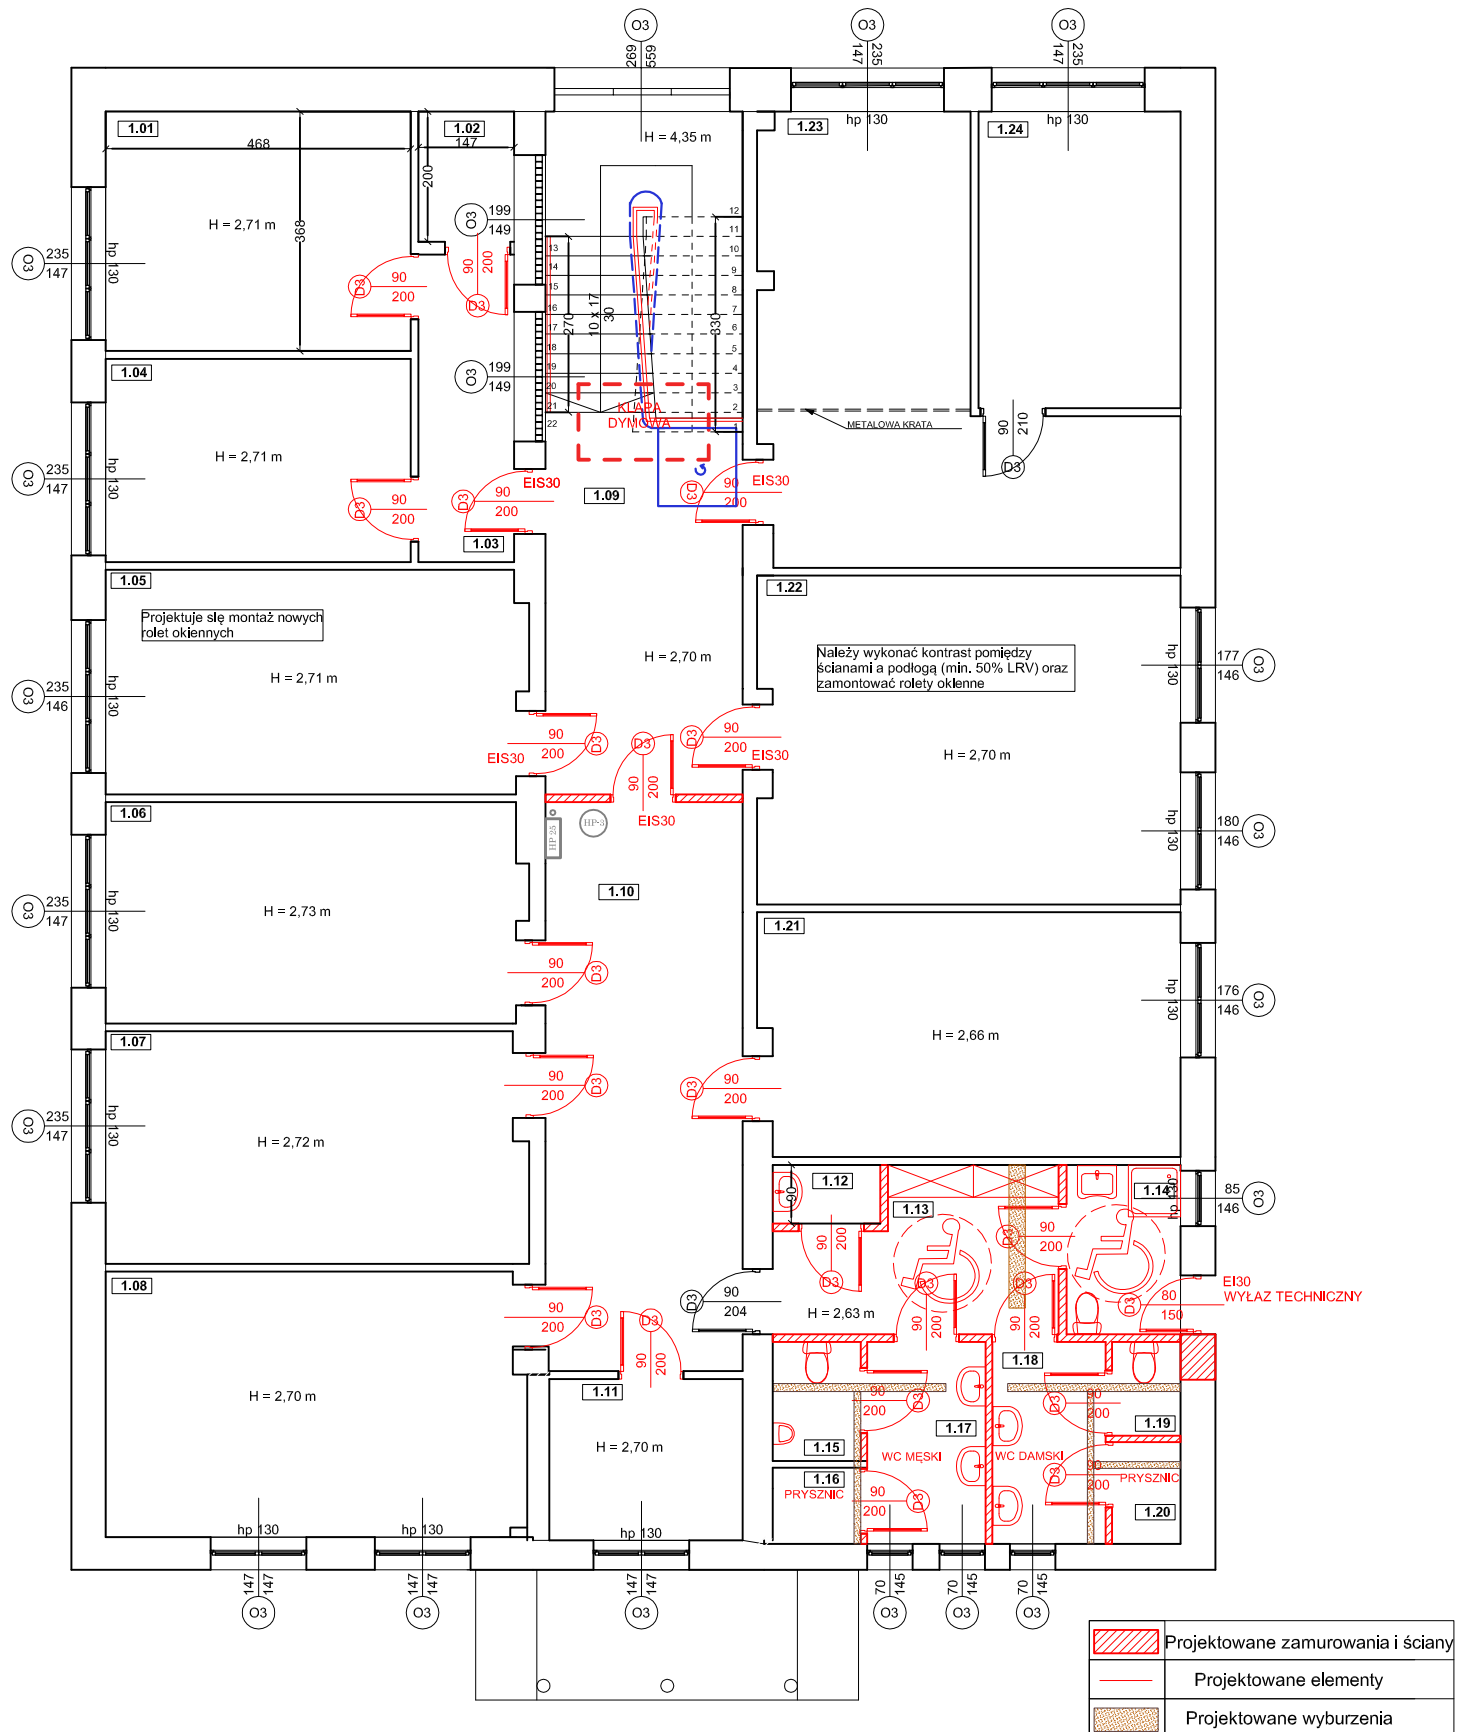 O3
269
559
O3
147
235
O3
147
235
1.01
468
368
H = 2,71 m
1.02
147
200
H = 4,35 m
1.23
hp 130
1.24
hp 130
O3
235
147
hp 130
D3
90
200
90
200
D3
O3
199
149
O3
199
149
13
14
15
16
17
18
19
20
21
22
270
10 x 17
30
330
12
11
10
9
8
7
6
5
4
3
2
1
KLAPA
DYMOWA
METALOWA KRATA
90
210
D3
1.04
H = 2,71 m
O3
235
147
hp 130
D3
90
200
D3
90
200
EIS30
1.03
1.09
D3
90
200
EIS30
1.05
Projektuje się montaż nowych
rolet okiennych
H = 2,71 m
O3
235
146
hp 130
90
200
D3
EIS30
H = 2,70 m
D3
90
200
EIS30
D3
90
200
EIS30
1.22
Należy wykonać kontrast pomiędzy
ścianami a podłogą (min. 50% LRV) oraz
zamontować rolety okienne
H = 2,70 m
hp 130
177
146
O3
hp 130
180
146
O3
1.06
H = 2,73 m
O3
235
147
hp 130
90
200
D3
HP 25
HP-3
1.10
1.21
H = 2,66 m
hp 130
176
146
O3
1.07
H = 2,72 m
O3
235
147
hp 130
90
200
D3
D3
90
200
1.12
90
1.13
1.14
hp 130
85
146
O3
90
200
D3
D3
90
200
H = 2,63 m
D3
90
204
D3
90
200
D3
90
200
D3
80
150
EI30
WYŁAZ TECHNICZNY
1.08
H = 2,70 m
90
200
D3
D3
90
200
1.11
H = 2,70 m
1.15
1.16
PRYSZNIC
90
200
D3
90
200
D3
1.17
WC MĘSKI
1.18
WC DAMSKI
D3
90
200
1.19
D3
90
200
PRYSZNIC
1.20
hp 130
hp 130
hp 130
147
147
O3
147
147
O3
147
147
O3
70
145
O3
70
145
O3
70
145
O3
Projektowane zamurowania i ściany
Projektowane elementy
Projektowane wyburzenia